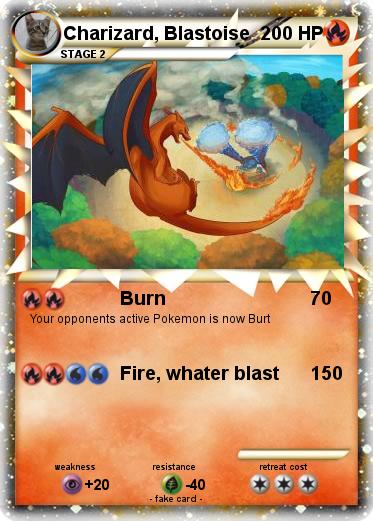 Charizard, Blastoise 200 HP
STAGE 2
Burn 70
Your opponents active Pokemon is now Burt
Fire, whater blast 150
weakness resistance retreat cost
+20 -40
- fake card -